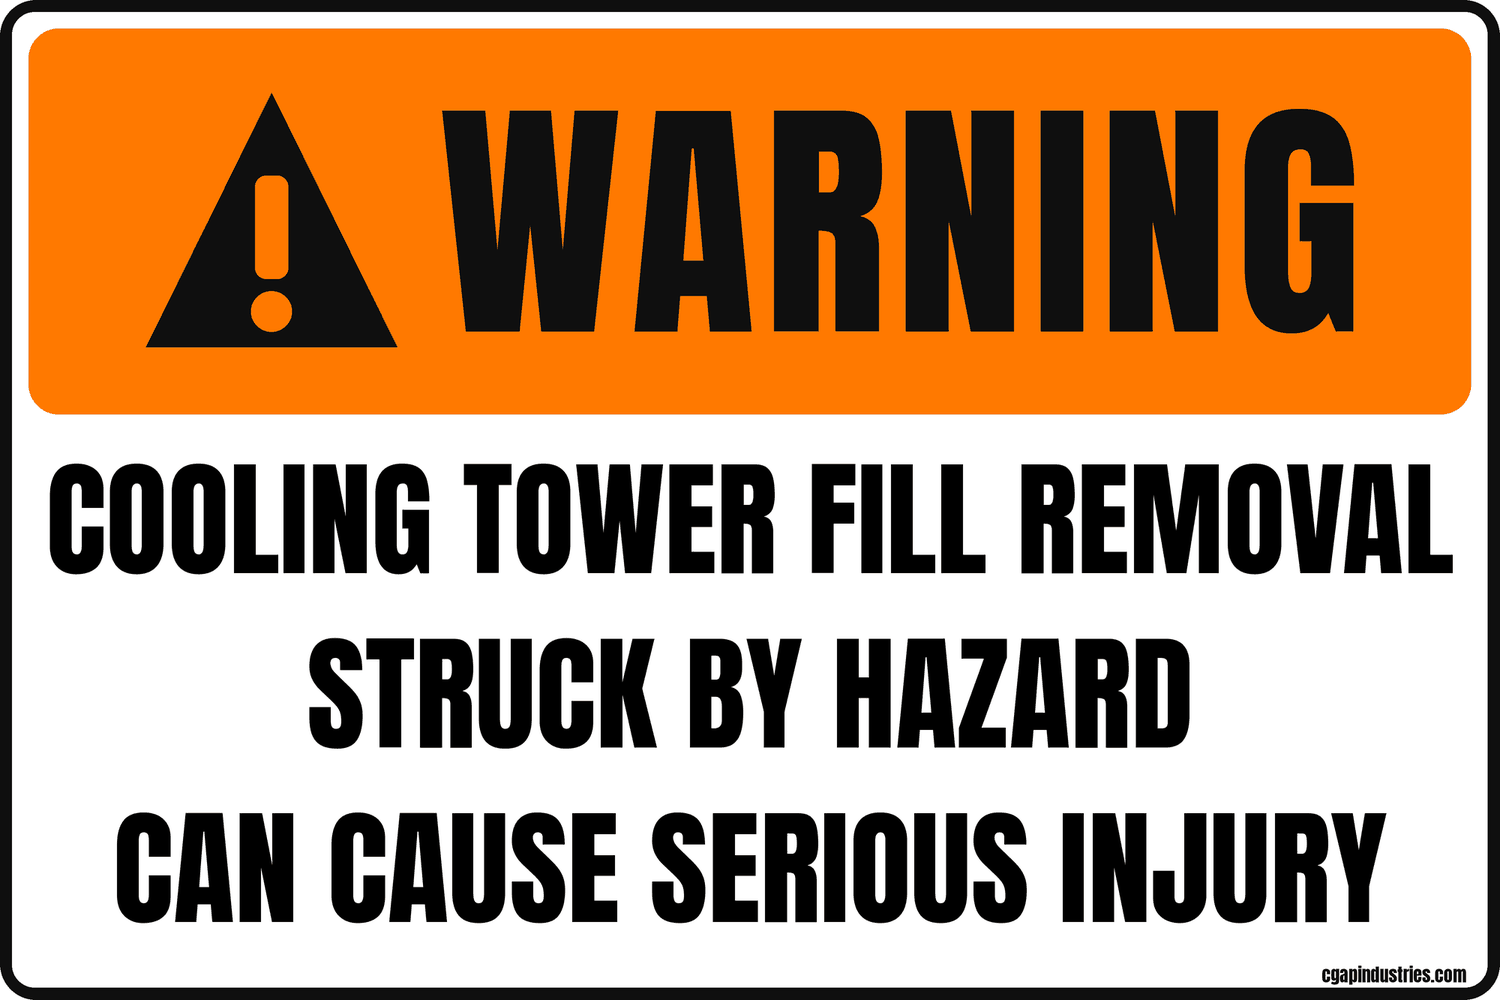 WARNING
COOLING TOWER FILL REMOVAL
STRUCK BY HAZARD
CAN CAUSE SERIOUS INJURY
cgapindustries.com